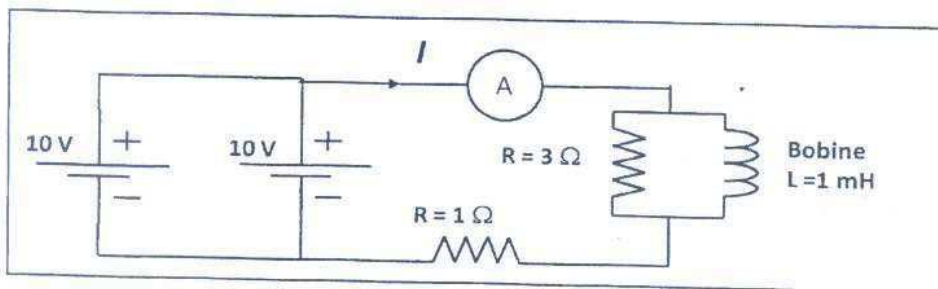 I
A
10 V
+
−
10 V
+
−
R = 3 Ω
Bobine
L =1 mH
R = 1 Ω